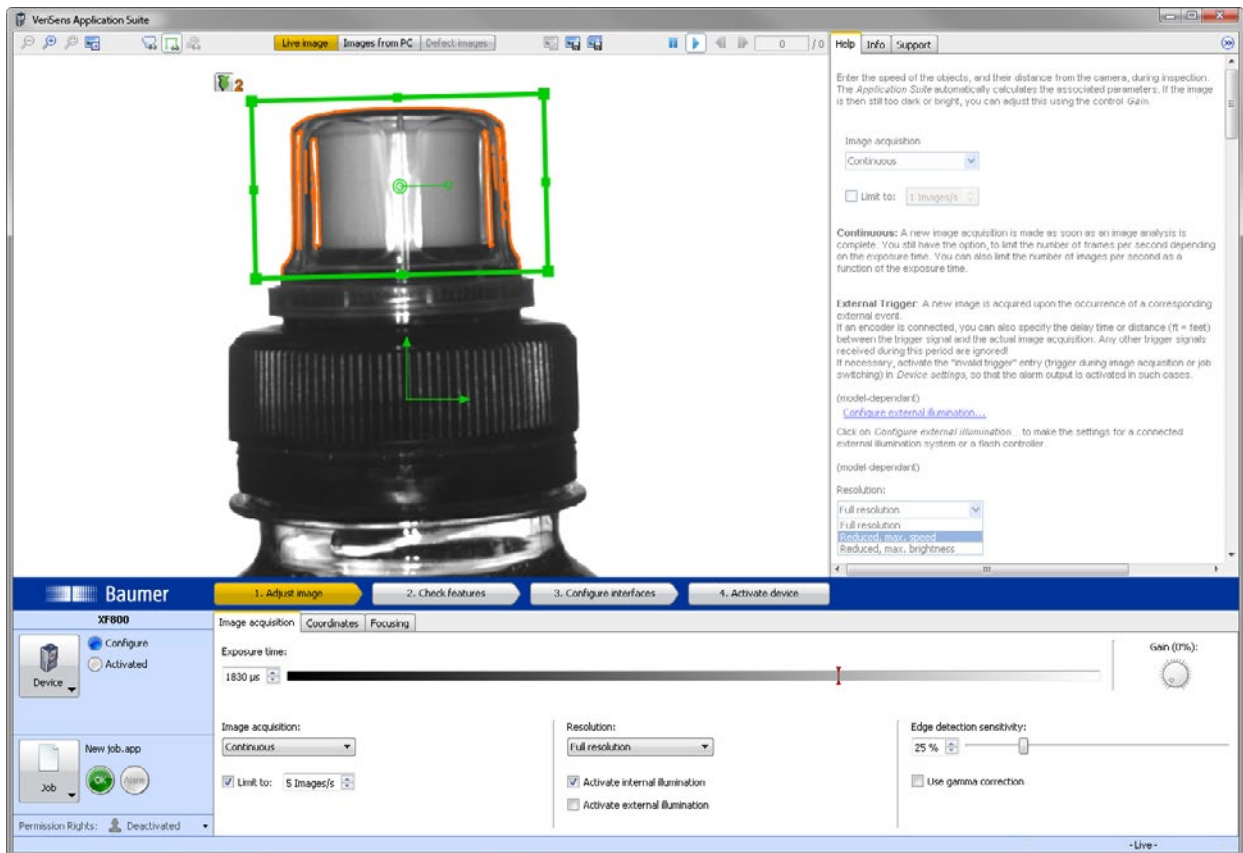 VeriSens Application Suite
Live image Images from PC Defect images 0 / 0 Help Info Support
2
Enter the speed of the objects, and their distance from the camera, during inspection.
The Application Suite automatically calculates the associated parameters. If the image
is then still too dark or bright, you can adjust this using the control Gain.
Image acquisition
Continuous
Limit to: 1 Images/s
Continuous: A new image acquisition is made as soon as an image analysis is
complete. You still have the option, to limit the number of frames per second depending
on the exposure time. You can also limit the number of images per second as a
function of the exposure time.
External Trigger: A new image is acquired upon the occurrence of a corresponding
external event.
If an encoder is connected, you can also specify the delay time or distance (ft = feet)
between the trigger signal and the actual image acquisition. Any other trigger signals
received during this period are ignored!
If necessary, activate the "invalid trigger" entry (trigger during image acquisition or job
switching) in Device settings, so that the alarm output is activated in such cases.
(model-dependant)
Configure external illumination...
Click on Configure external illumination... to make the settings for a connected
external illumination system or a flash controller.
(model-dependant)
Resolution:
Full resolution
Full resolution
Reduced, max. speed
Reduced, max. brightness
Baumer 1. Adjust image 2. Check features 3. Configure interfaces 4. Activate device
XF800
Configure
Activated
Device
New job.app
Job OK Alarm
Permission Rights: Deactivated
Image acquisition Coordinates Focusing
Exposure time:
1830 µs
Gain (0%):
Image acquisition:
Continuous
Limit to: 5 Images/s
Resolution:
Full resolution
Activate internal illumination
Activate external illumination
Edge detection sensitivity:
25 %
Use gamma correction
- Live -